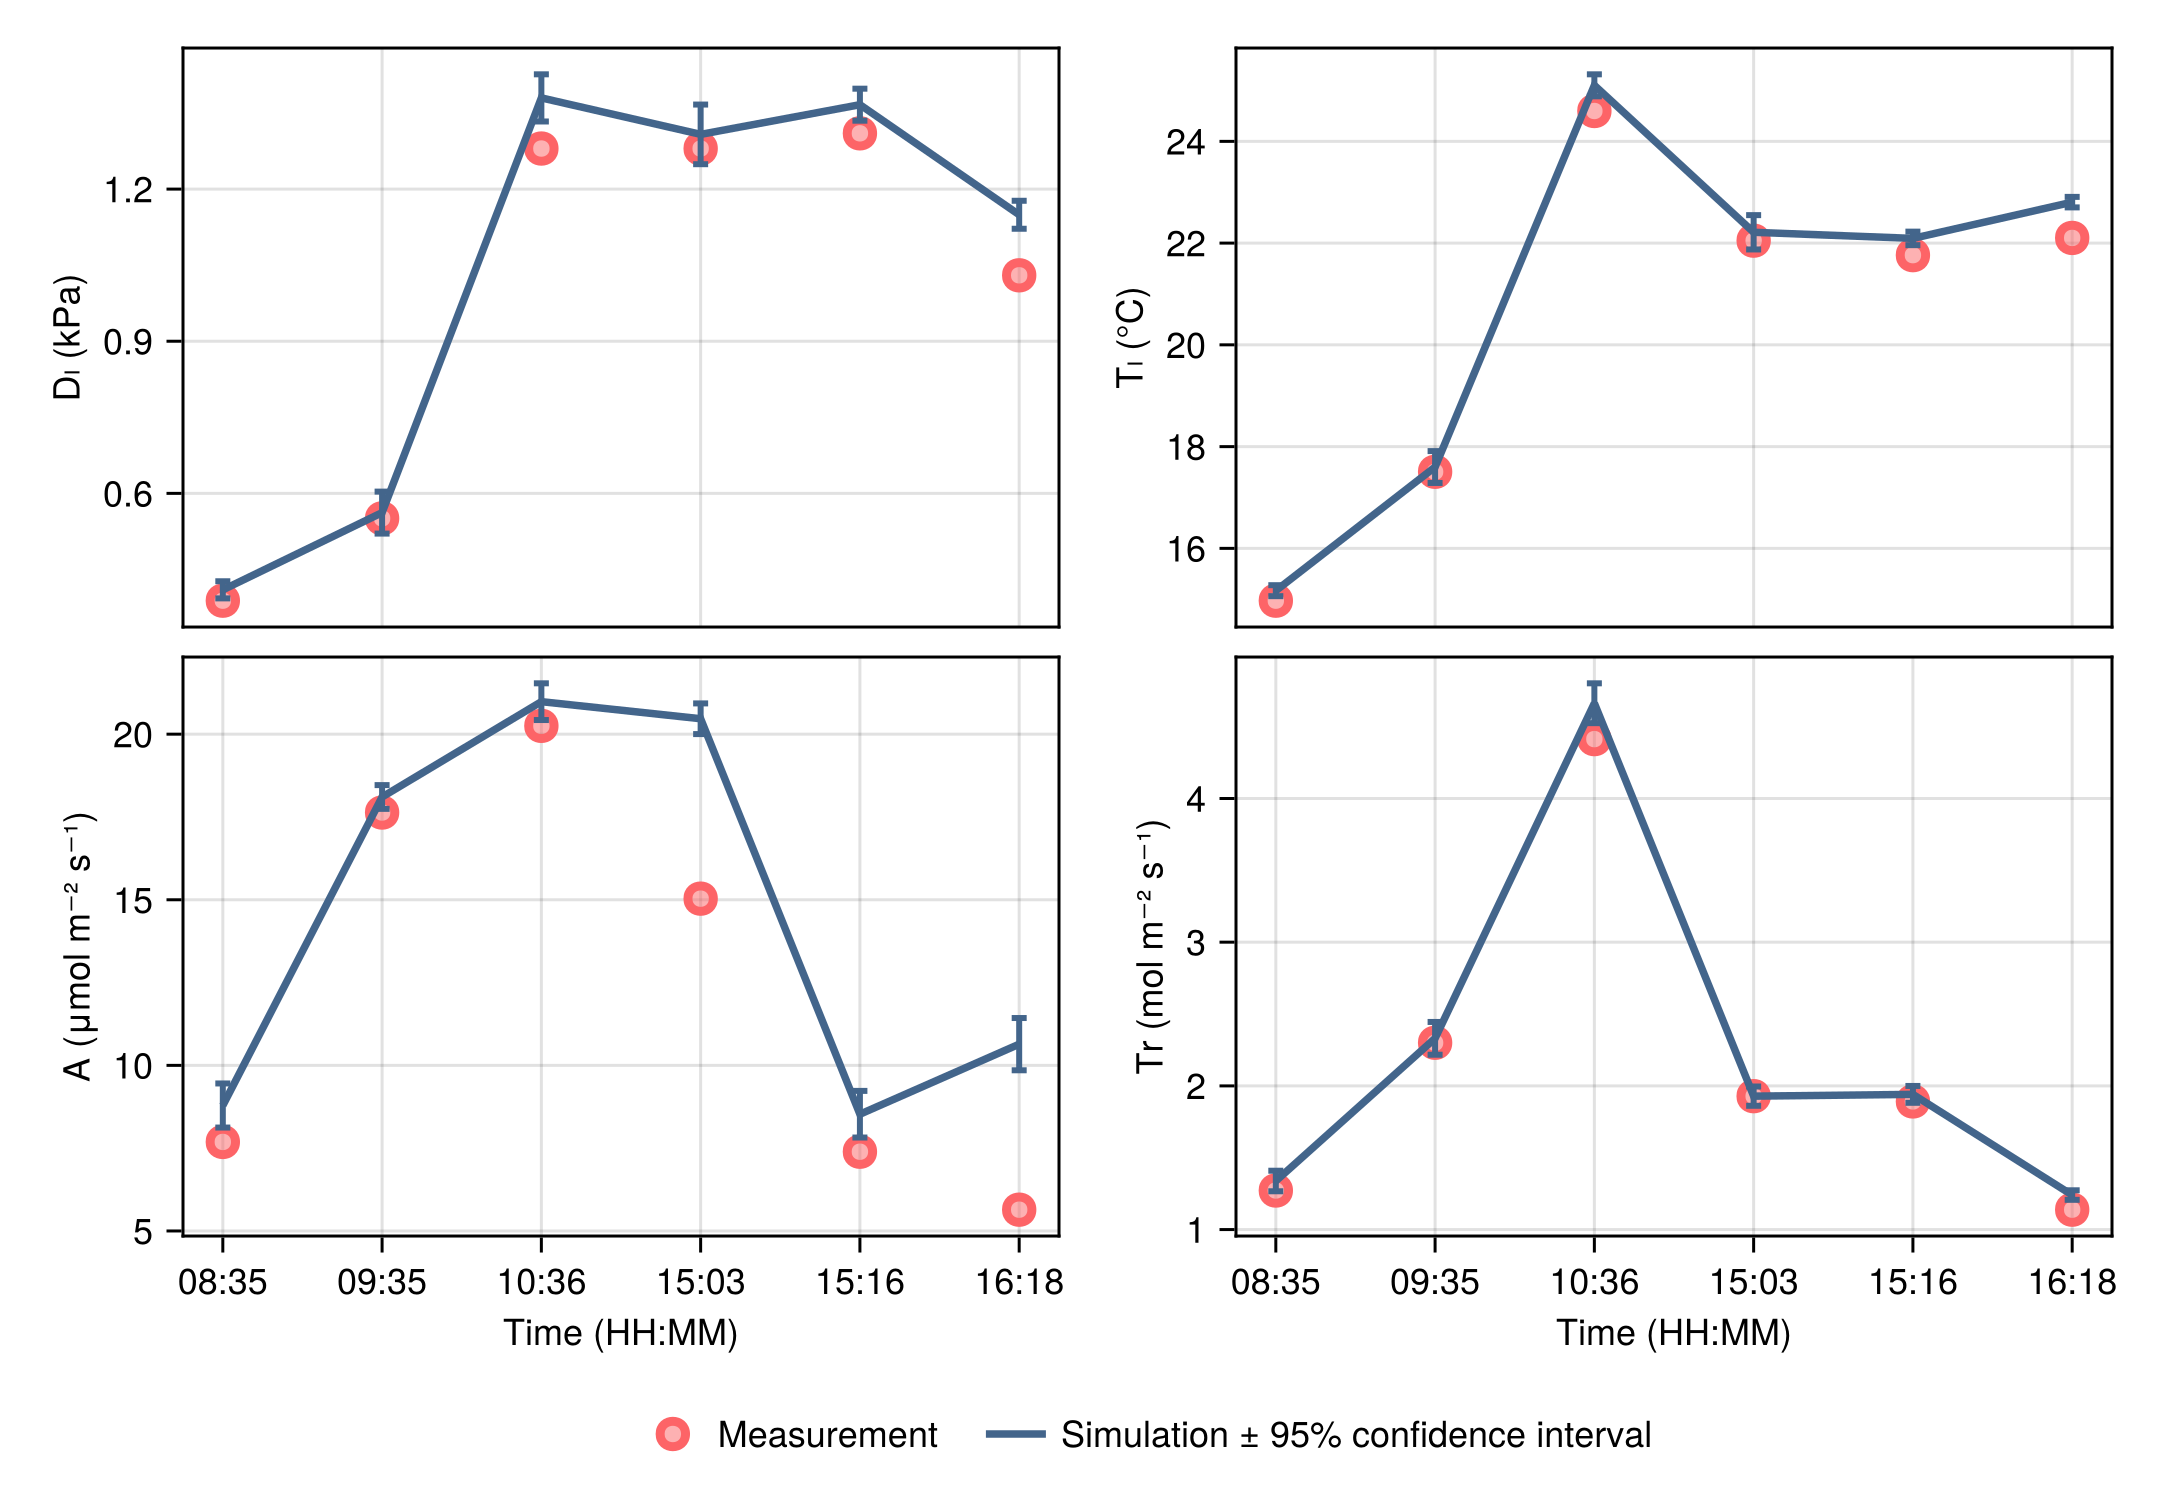 Dₗ (kPa)
1.2
0.9
0.6
Tₗ (°C)
24
22
20
18
16
A (μmol m⁻² s⁻¹)
20
15
10
5
08:35 09:35 10:36 15:03 15:16 16:18
Time (HH:MM)
Tr (mol m⁻² s⁻¹)
4
3
2
1
08:35 09:35 10:36 15:03 15:16 16:18
Time (HH:MM)
Measurement
Simulation ± 95% confidence interval